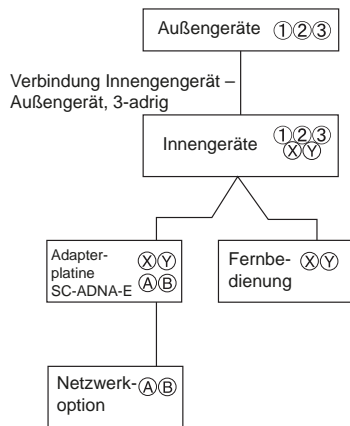 Außengeräte ①②③
Verbindung Innengengerät –
Außengerät, 3-adrig
Innengeräte ①②③
ⓍⓎ
Adapter-
platine
SC-ADNA-E
ⓍⓎ
ⒶⒷ
Fernbe-
dienung
ⓍⓎ
Netzwerk-
option
ⒶⒷ